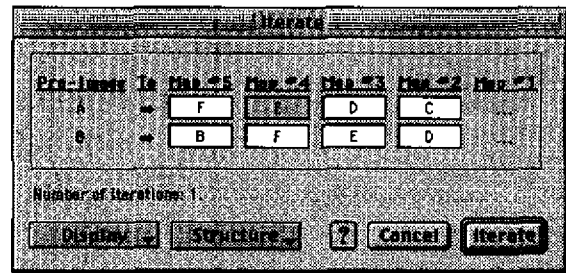 Iterate
Pre-Image To Map #5 Map #4 Map #3 Map #2 Map #1
A ⇒ F E D C ...
B ⇒ B F E D ...
Number of iterations: 1.
Display Structure ? Cancel Iterate